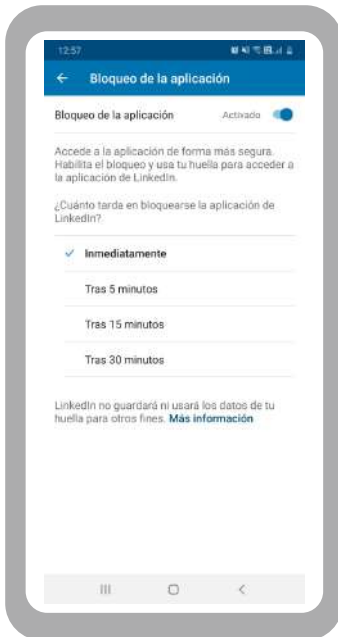 12:57
Bloqueo de la aplicación
Bloqueo de la aplicación Activado
Accede a la aplicación de forma más segura.
Habilita el bloqueo y usa tu huella para acceder a
la aplicación de LinkedIn.
¿Cuánto tarda en bloquearse la aplicación de
LinkedIn?
Inmediatamente
Tras 5 minutos
Tras 15 minutos
Tras 30 minutos
LinkedIn no guardará ni usará los datos de tu
huella para otros fines. Más información